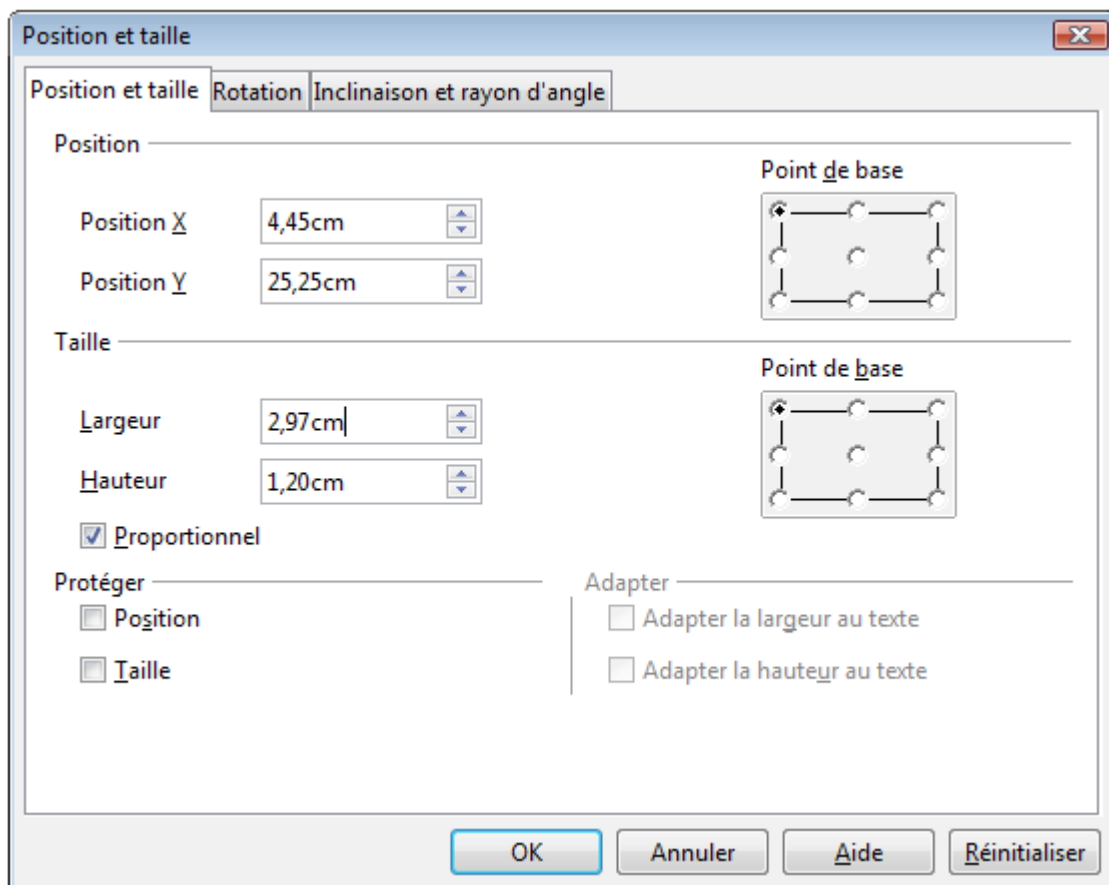 Position et taille
Position et taille Rotation Inclinaison et rayon d'angle
Position
Point de base
Position X 4,45cm
Position Y 25,25cm
Taille
Point de base
Largeur 2,97cm
Hauteur 1,20cm
Proportionnel
Protéger Adapter
Position Adapter la largeur au texte
Taille Adapter la hauteur au texte
OK Annuler Aide Réinitialiser